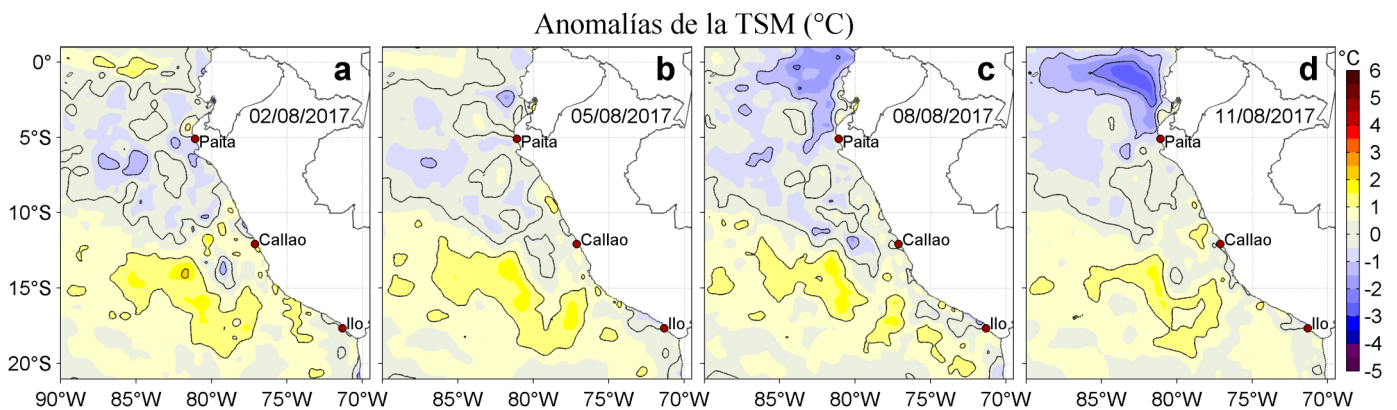 Anomalías de la TSM (°C)
a
02/08/2017
Paita
Callao
Ilo
b
05/08/2017
Paita
Callao
Ilo
c
08/08/2017
Paita
Callao
Ilo
d
11/08/2017
Paita
Callao
Ilo
0°
5°S
10°S
15°S
20°S
90°W 85°W 80°W 75°W 70°W
85°W 80°W 75°W 70°W
85°W 80°W 75°W 70°W
85°W 80°W 75°W 70°W
°C
6
5
4
3
2
1
0
-1
-2
-3
-4
-5